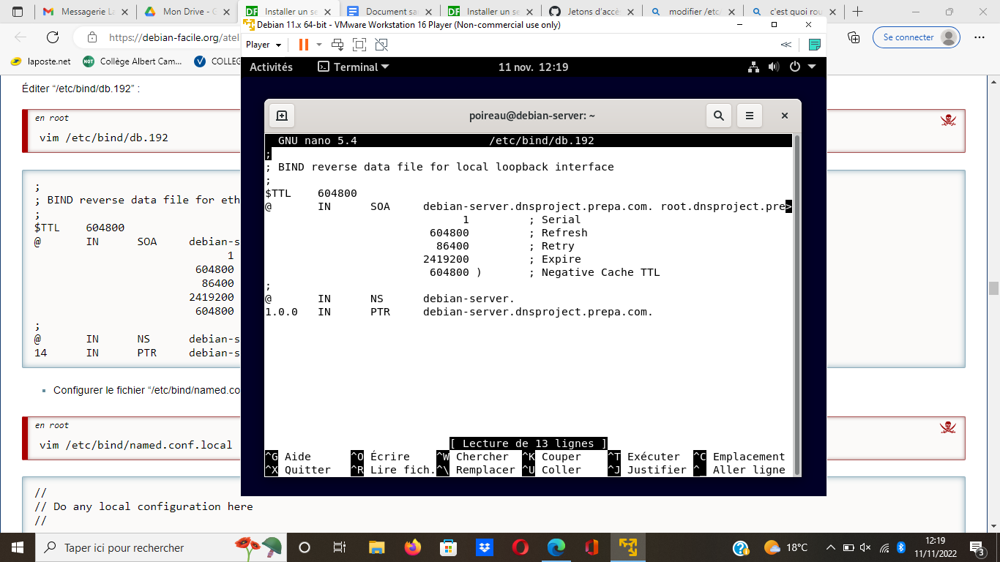 Messagerie La
Mon Drive - G
Installer un se
Document sa
Installer un se
Jetons d'accè
modifier /etc/
c'est quoi rou
https://debian-facile.org/atel
Se connecter
laposte.net
Collège Albert Cam...
COLLEG
Debian 11.x 64-bit - VMware Workstation 16 Player (Non-commercial use only)
Player
Activités
Terminal
11 nov. 12:19
poireau@debian-server: ~
GNU nano 5.4 /etc/bind/db.192
;
; BIND reverse data file for local loopback interface
;
$TTL 604800
@ IN SOA debian-server.dnsproject.prepa.com. root.dnsproject.pre>
1 ; Serial
604800 ; Refresh
86400 ; Retry
2419200 ; Expire
604800 ) ; Negative Cache TTL
;
@ IN NS debian-server.
1.0.0 IN PTR debian-server.dnsproject.prepa.com.
[ Lecture de 13 lignes ]
^G Aide ^O Écrire ^W Chercher ^K Couper ^T Exécuter ^C Emplacement
^X Quitter ^R Lire fich. ^\ Remplacer ^U Coller ^J Justifier ^_ Aller ligne
Éditer “/etc/bind/db.192” :
en root
vim /etc/bind/db.192
;
; BIND reverse data file for eth
;
$TTL 604800
@ IN SOA debian-s
1
604800
86400
2419200
604800
;
@ IN NS debian-s
14 IN PTR debian-s
Configurer le fichier “/etc/bind/named.co
en root
vim /etc/bind/named.conf.local
//
// Do any local configuration here
//
Taper ici pour rechercher
18°C
12:19
11/11/2022
3